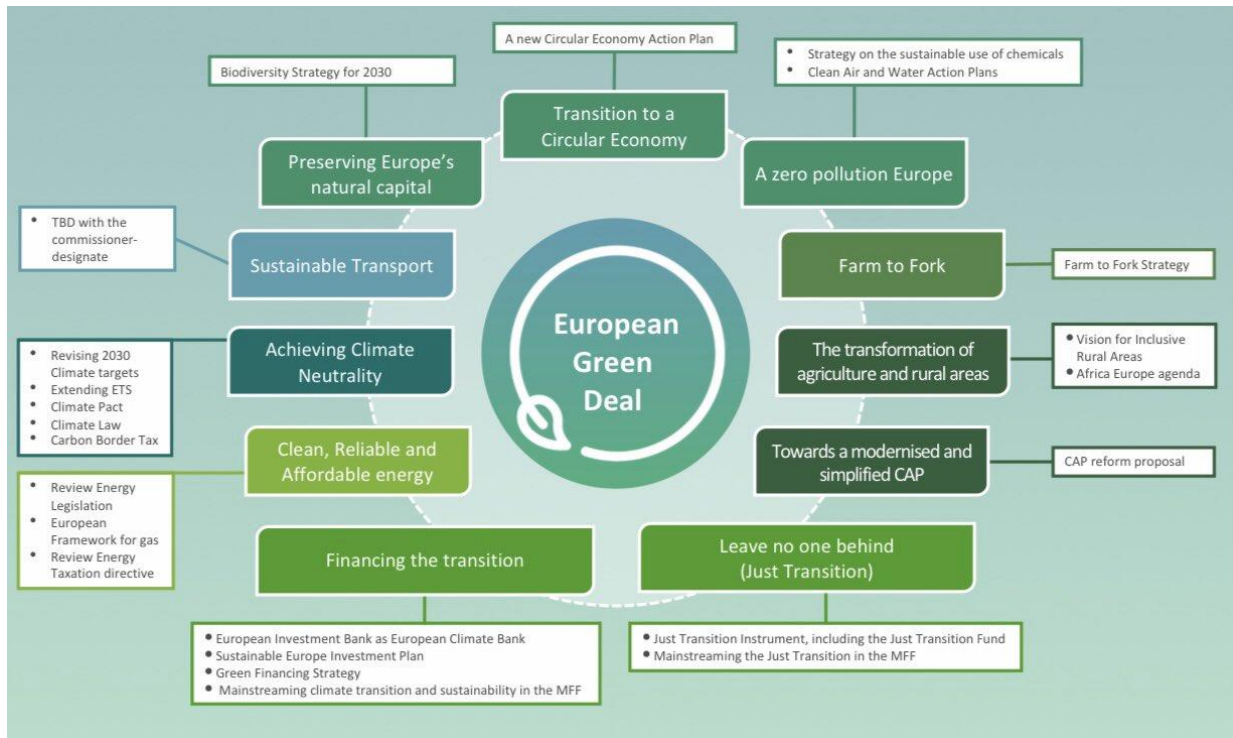 A new Circular Economy Action Plan
Biodiversity Strategy for 2030
• Strategy on the sustainable use of chemicals
• Clean Air and Water Action Plans
Transition to a
Circular Economy
Preserving Europe's
natural capital
A zero pollution Europe
• TBD with the
commissioner-
designate
Sustainable Transport
Farm to Fork
Farm to Fork Strategy
European
Green
Deal
• Revising 2030
Climate targets
• Extending ETS
• Climate Pact
• Climate Law
• Carbon Border Tax
Achieving Climate
Neutrality
The transformation of
agriculture and rural areas
• Vision for Inclusive
Rural Areas
• Africa Europe agenda
Clean, Reliable and
Affordable energy
Towards a modernised and
simplified CAP
CAP reform proposal
• Review Energy
Legislation
• European
Framework for gas
• Review Energy
Taxation directive
Financing the transition
Leave no one behind
(Just Transition)
• European Investment Bank as European Climate Bank
• Sustainable Europe Investment Plan
• Green Financing Strategy
• Mainstreaming climate transition and sustainability in the MFF
• Just Transition Instrument, including the Just Transition Fund
• Mainstreaming the Just Transition in the MFF